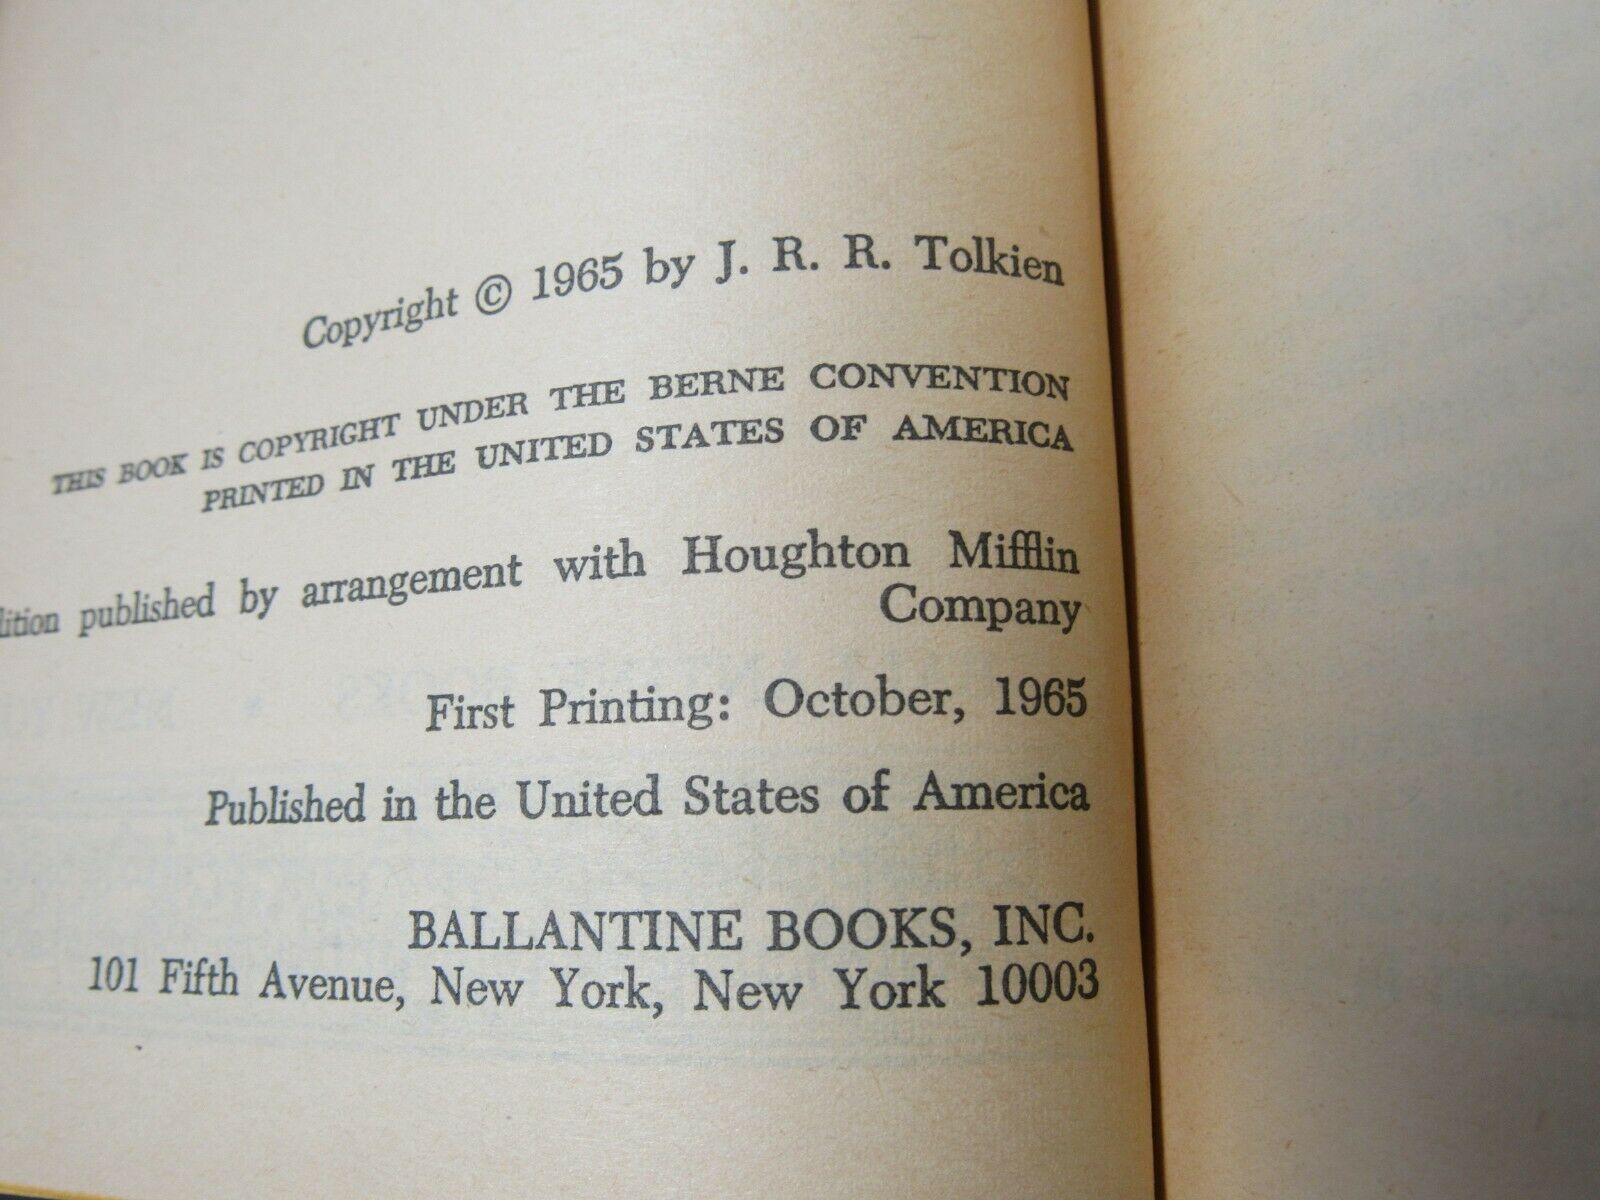 Copyright © 1965 by J. R. R. Tolkien
THIS BOOK IS COPYRIGHT UNDER THE BERNE CONVENTION
PRINTED IN THE UNITED STATES OF AMERICA
published by arrangement with Houghton Mifflin
Company
First Printing: October, 1965
Published in the United States of America
BALLANTINE BOOKS, INC.
101 Fifth Avenue, New York, New York 10003